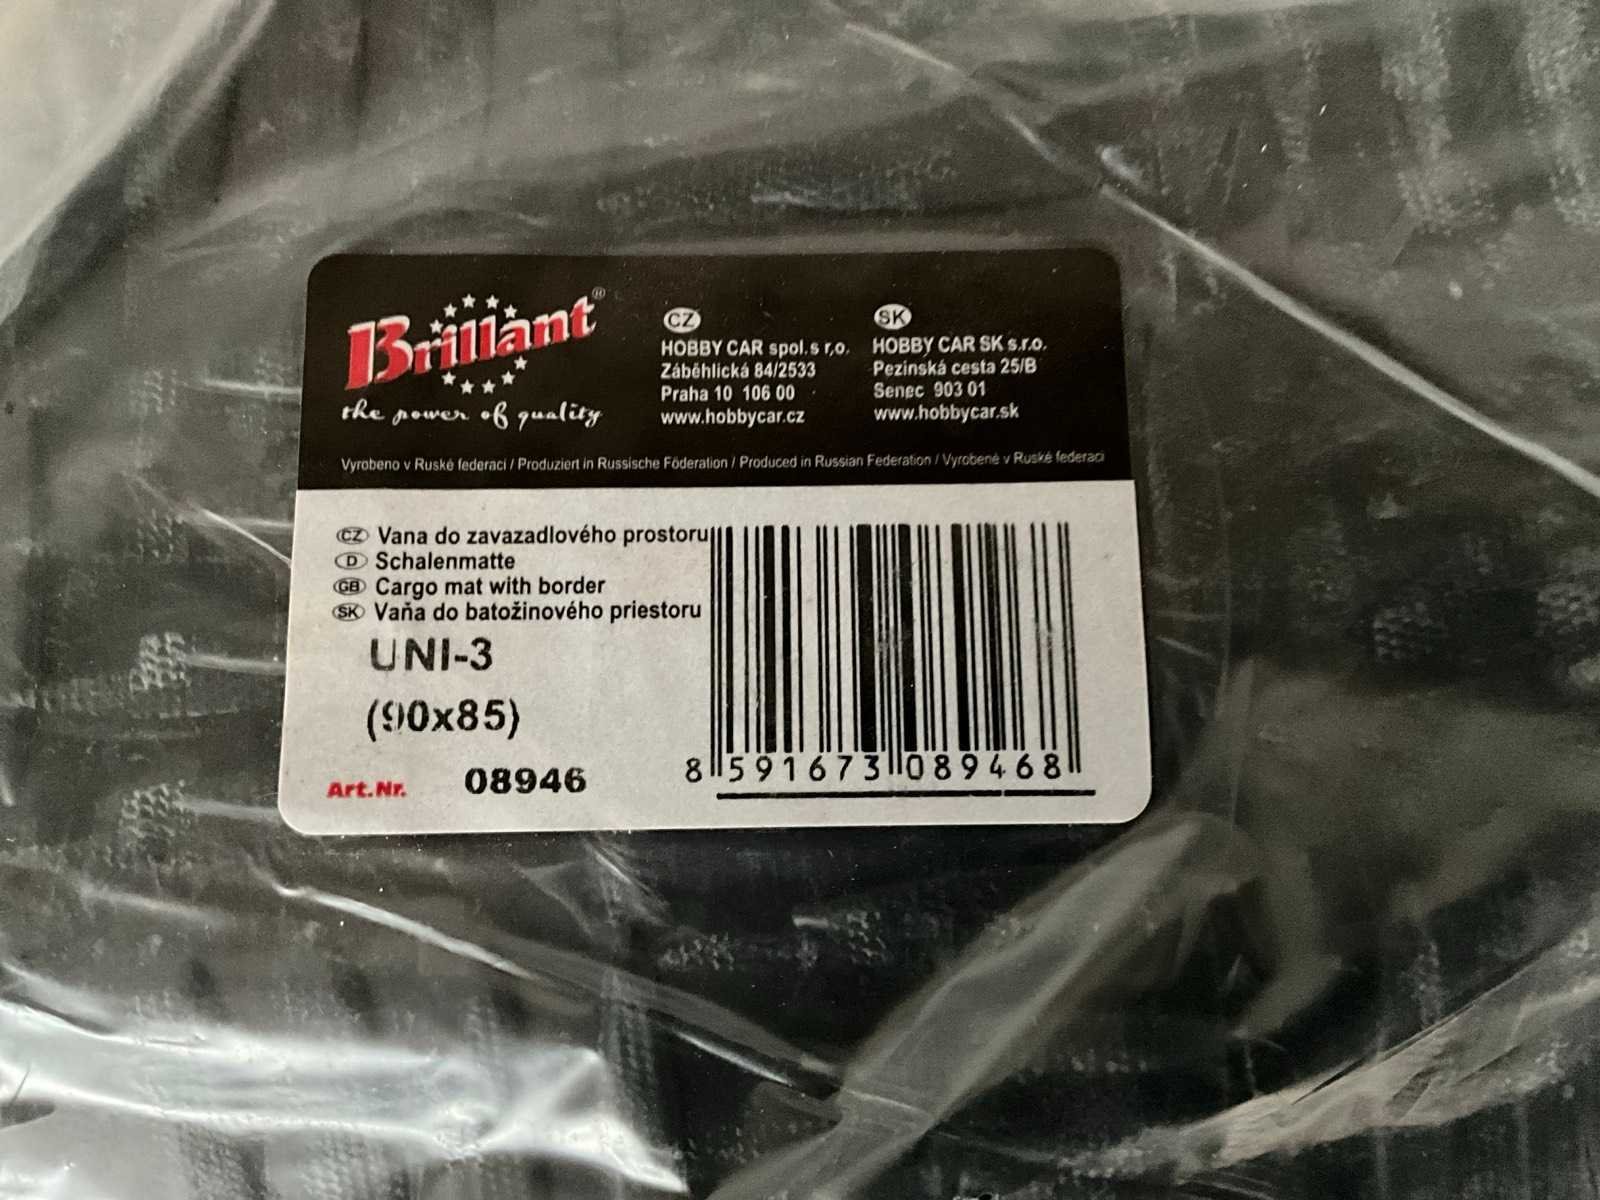 Brillant®
the power of quality
CZ
HOBBY CAR spol.s r,o.
Záběhlická 84/2533
Praha 10 106 00
www.hobbycar.cz
SK
HOBBY CAR SK s.r.o.
Pezinská cesta 25/B
Senec 903 01
www.hobbycar.sk
Vyrobeno v Ruské federaci / Produziert in Russische Föderation / Produced in Russian Federation / Vyrobené v Ruské federaci
CZ Vana do zavazadlového prostoru
D Schalenmatte
GB Cargo mat with border
SK Vaňa do batožinového priestoru
UNI-3
(90x85)
Art.Nr. 08946
8 591673 089468